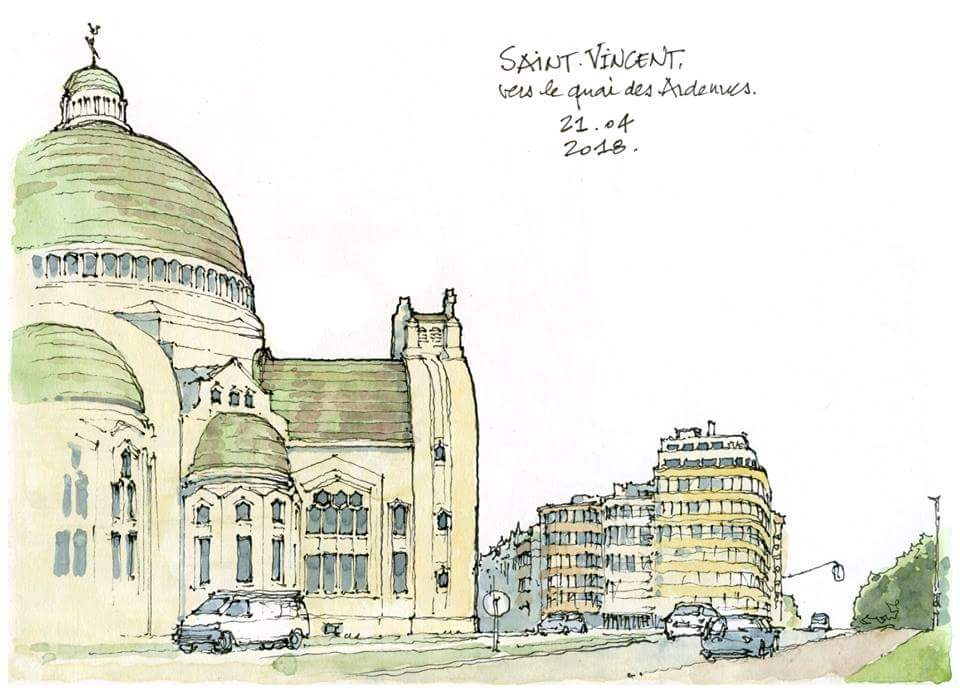 SAINT.VINCENT,
vers le quai des Ardennes.
21.04
2018.